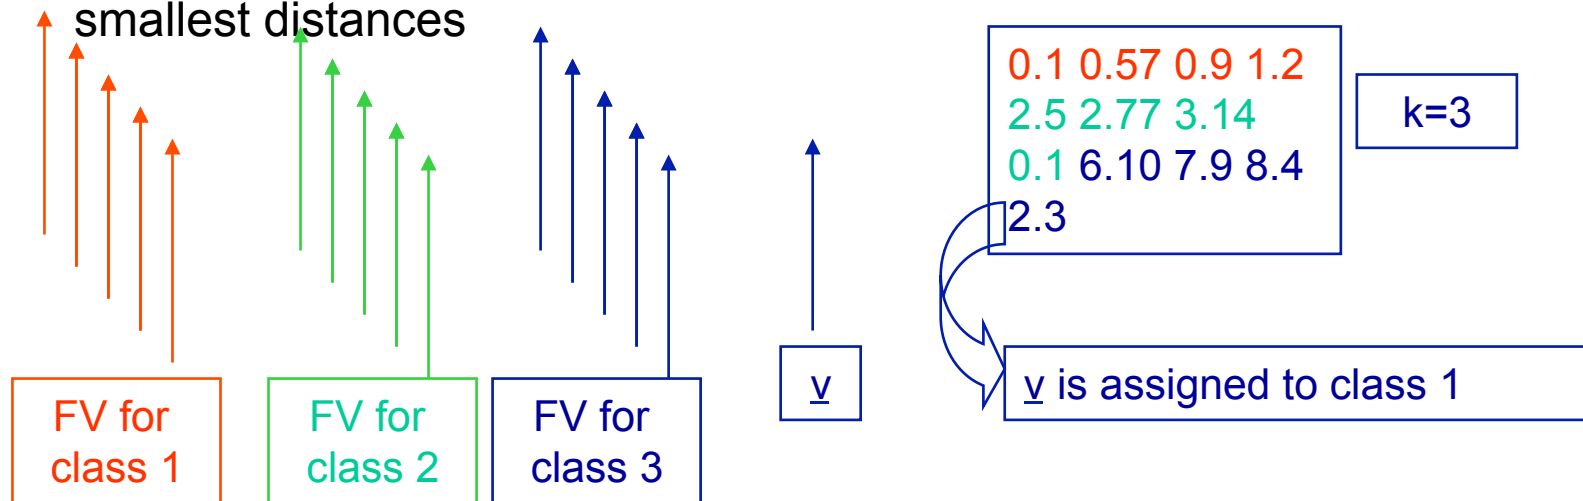 smallest distances
0.1 0.57 0.9 1.2
2.5 2.77 3.14
0.1 6.10 7.9 8.4
2.3
k=3
v
v is assigned to class 1
FV for
class 1
FV for
class 2
FV for
class 3